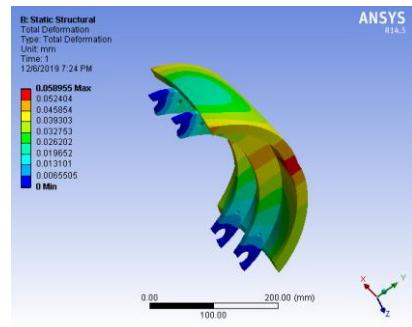 B: Static Structural
Total Deformation
Type: Total Deformation
Unit: mm
Time: 1
12/6/2019 7:24 PM
0.058955 Max
0.052404
0.045854
0.039303
0.032753
0.026202
0.019652
0.013101
0.0065505
0 Min
ANSYS
R14.5
0.00
200.00 (mm)
100.00
X
Y
Z